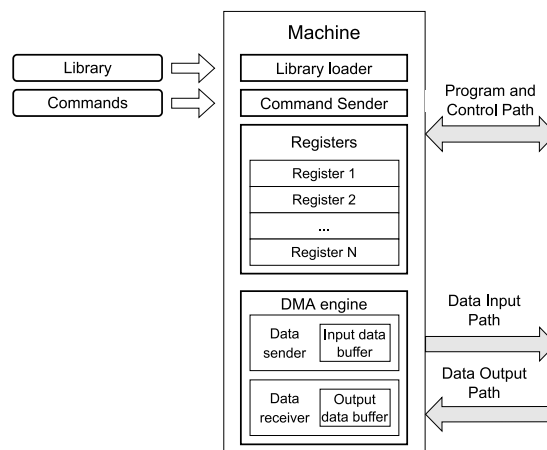 Machine
Library
Library loader
Commands
Command Sender
Program and
Control Path
Registers
Register 1
Register 2
...
Register N
DMA engine
Data
sender
Input data
buffer
Data Input
Path
Data
receiver
Output
data buffer
Data Output
Path